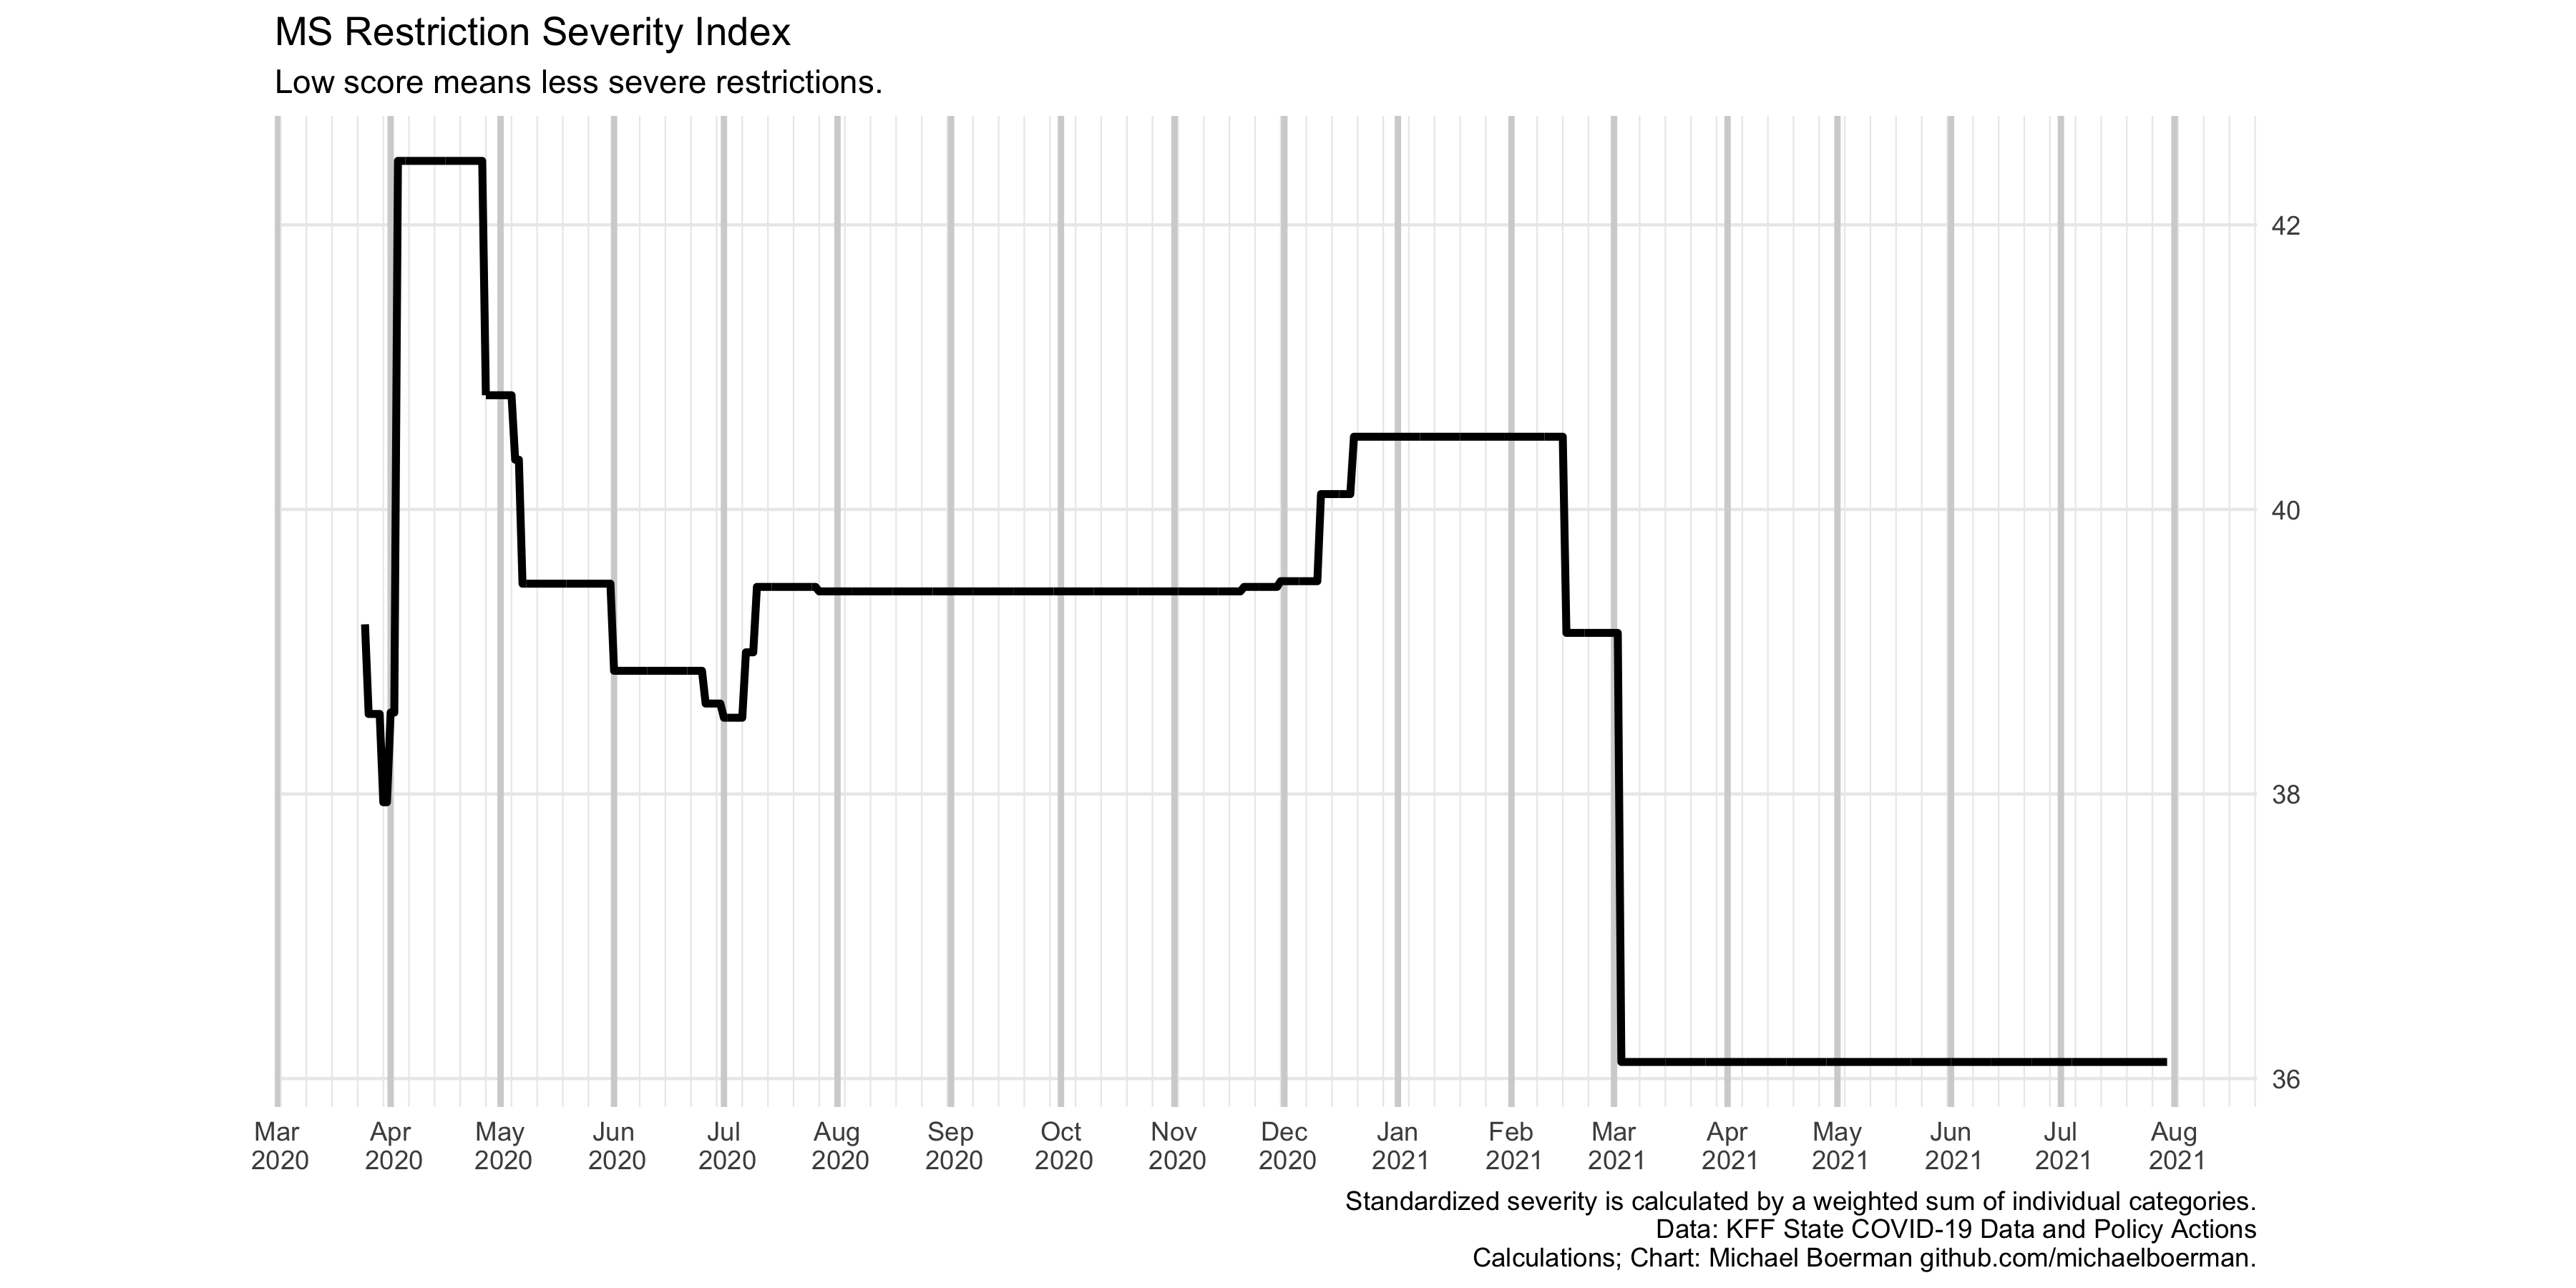 MS Restriction Severity Index
Low score means less severe restrictions.
42
40
38
36
Mar Apr May Jun Jul Aug Sep Oct Nov Dec Jan Feb Mar Apr May Jun Jul Aug
2020 2020 2020 2020 2020 2020 2020 2020 2020 2020 2021 2021 2021 2021 2021 2021 2021 2021
Standardized severity is calculated by a weighted sum of individual categories.
Data: KFF State COVID-19 Data and Policy Actions
Calculations; Chart: Michael Boerman github.com/michaelboerman.